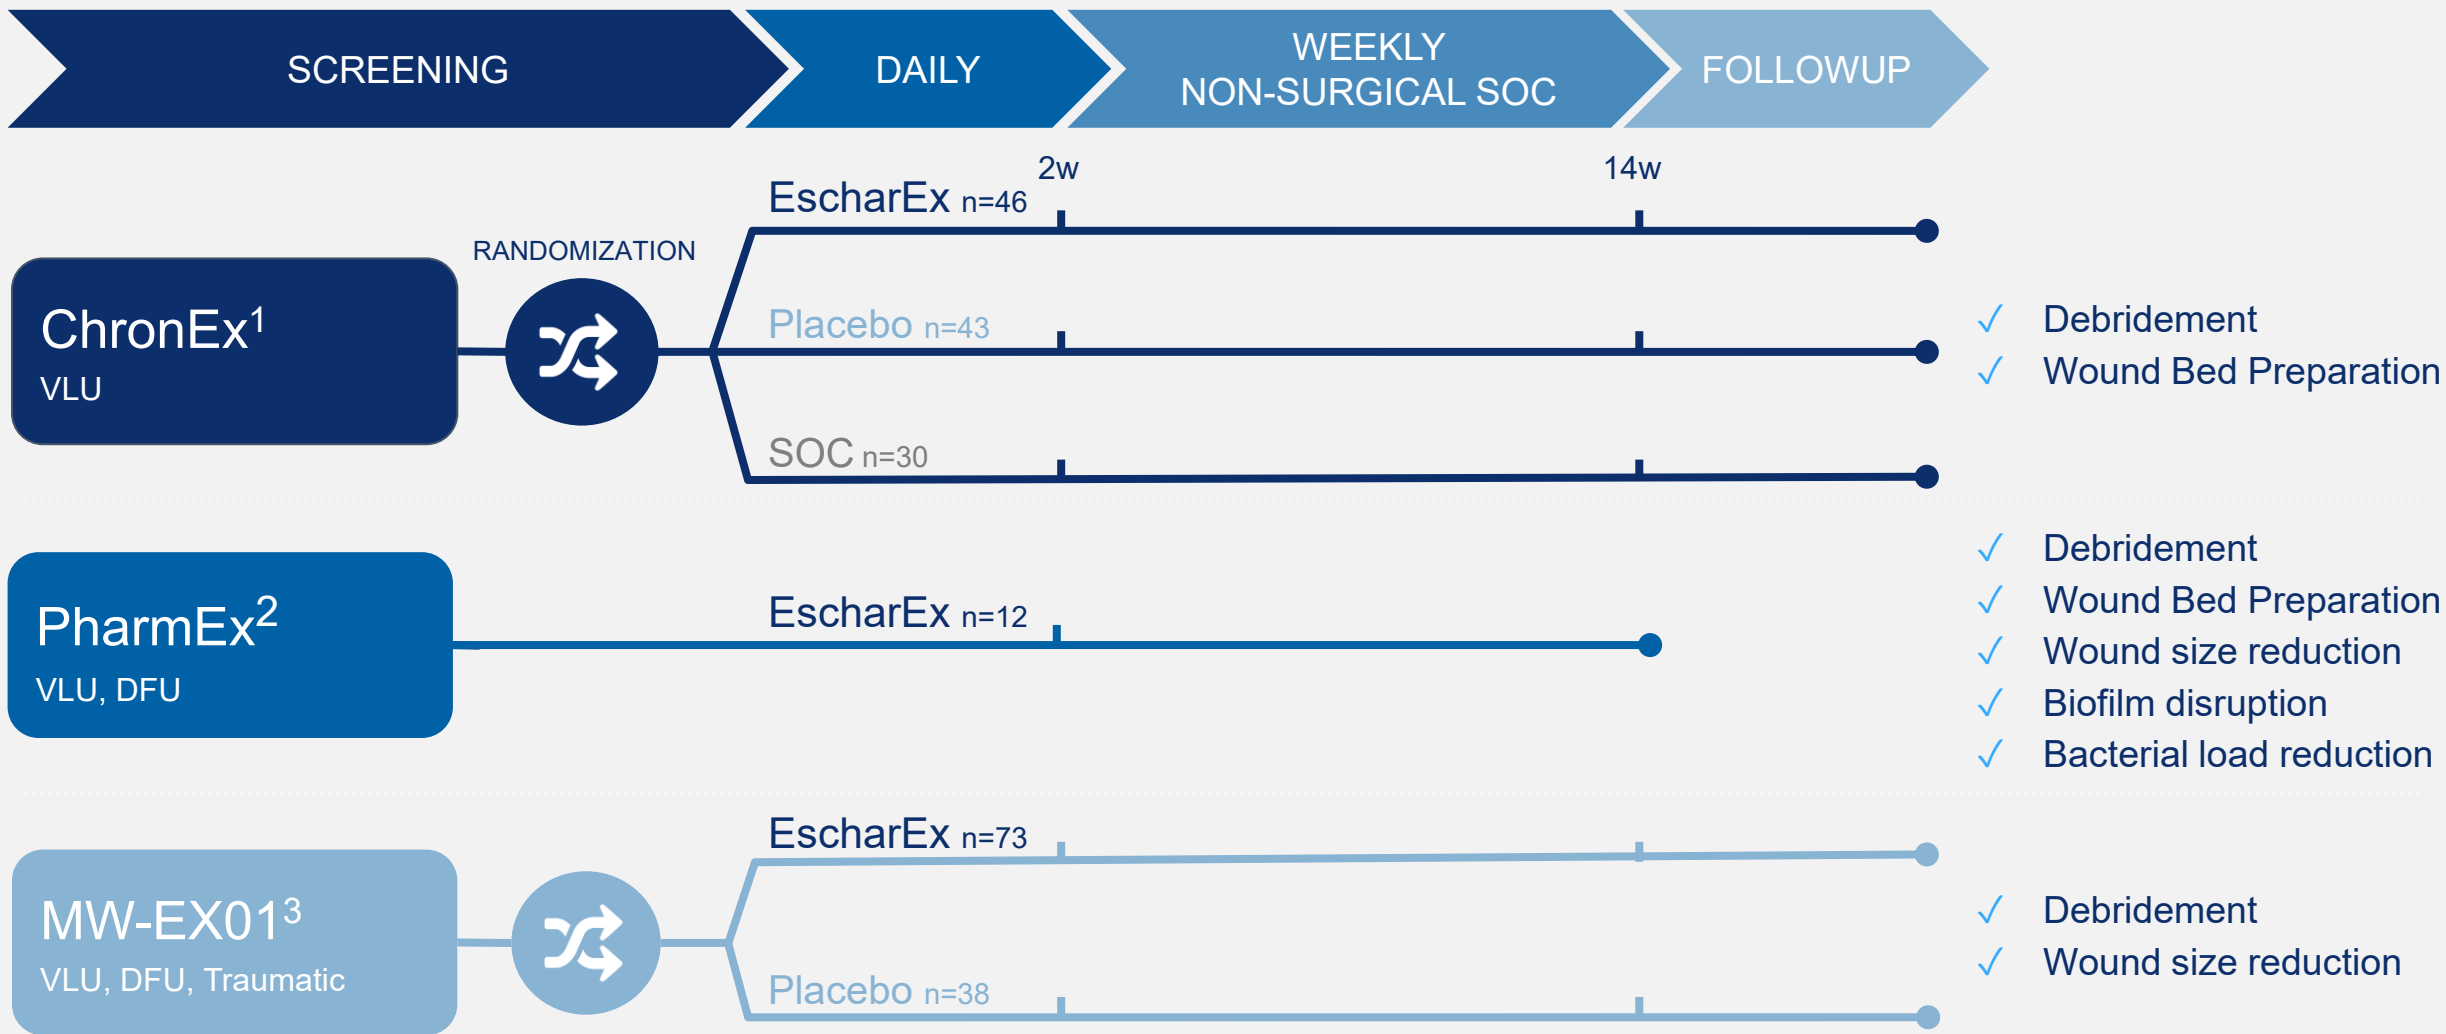 SCREENING
DAILY
WEEKLY
NON-SURGICAL SOC
FOLLOWUP
2w
14w
ChronEx1
VLU
RANDOMIZATION
EscharEx n=46
Placebo n=43
SOC n=30
✓ Debridement
✓ Wound Bed Preparation
PharmEx2
VLU, DFU
EscharEx n=12
✓ Debridement
✓ Wound Bed Preparation
✓ Wound size reduction
✓ Biofilm disruption
✓ Bacterial load reduction
MW-EX013
VLU, DFU, Traumatic
EscharEx n=73
Placebo n=38
✓ Debridement
✓ Wound size reduction